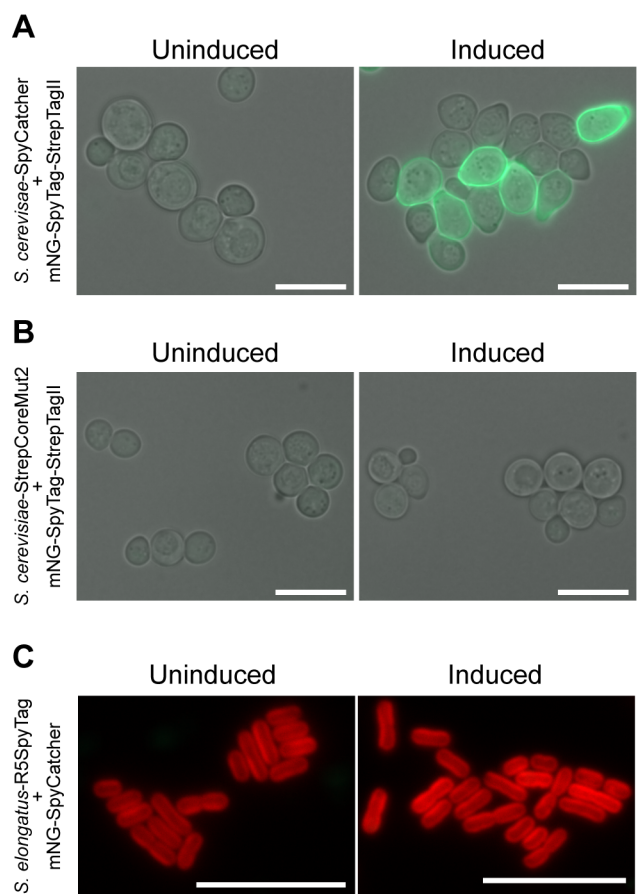 A
Uninduced
Induced
S. cerevisae-SpyCatcher
+
mNG-SpyTag-StrepTagII
B
Uninduced
Induced
S. cerevisiae-StrepCoreMut2
+
mNG-SpyTag-StrepTagII
C
Uninduced
Induced
S. elongatus-R5SpyTag
+
mNG-SpyCatcher